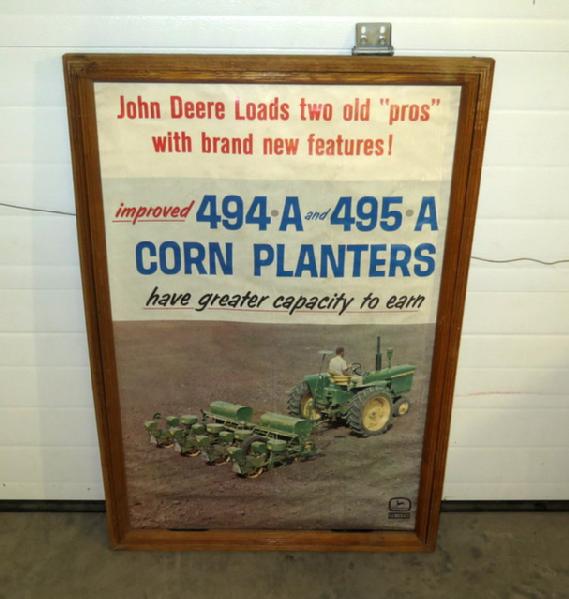 John Deere Loads two old "pros"
with brand new features!
improved 494-A and 495-A
CORN PLANTERS
have greater capacity to earn